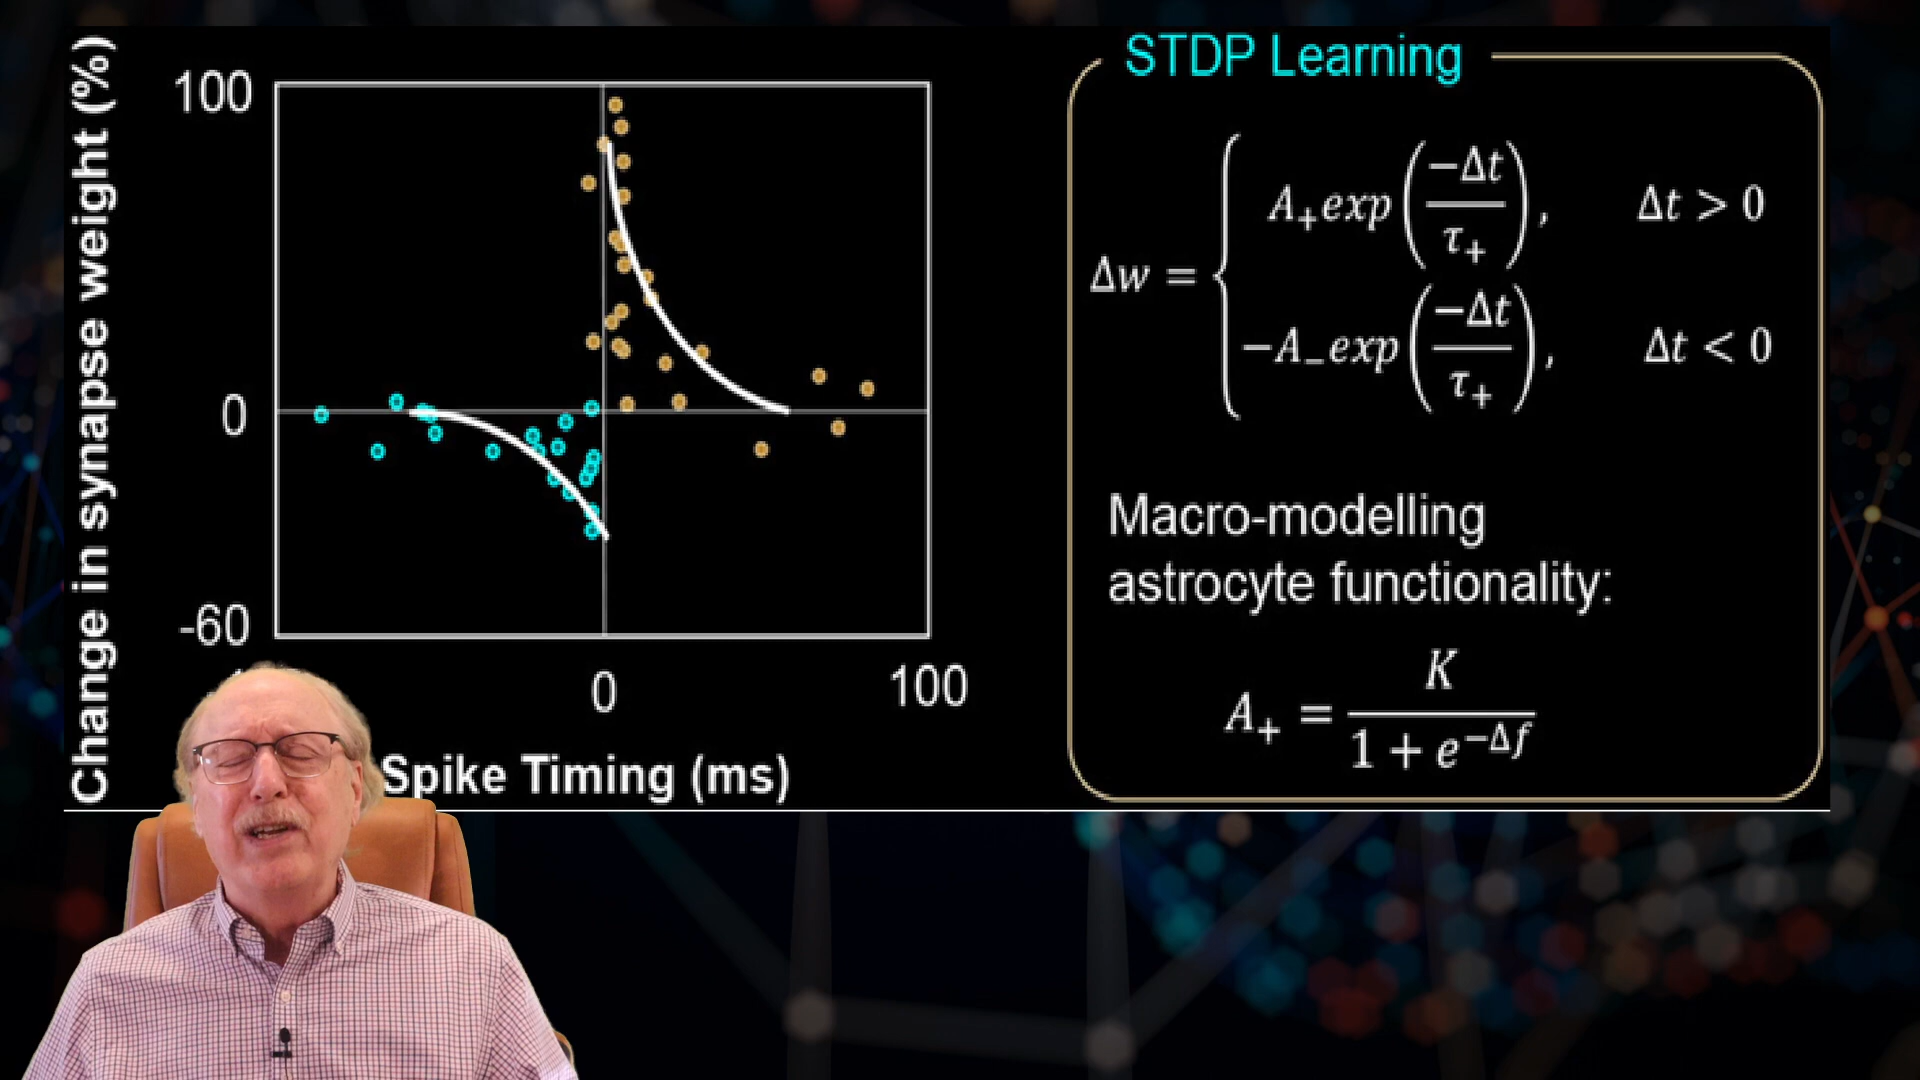 Change in synapse weight (%)
100
0
-60
0
100
Spike Timing (ms)
STDP Learning
Δw = { A₊exp(−Δt/τ₊), Δt > 0
−A₋exp(−Δt/τ₊), Δt < 0
Macro-modelling
astrocyte functionality:
A₊ = K/(1 + e^(−Δf))